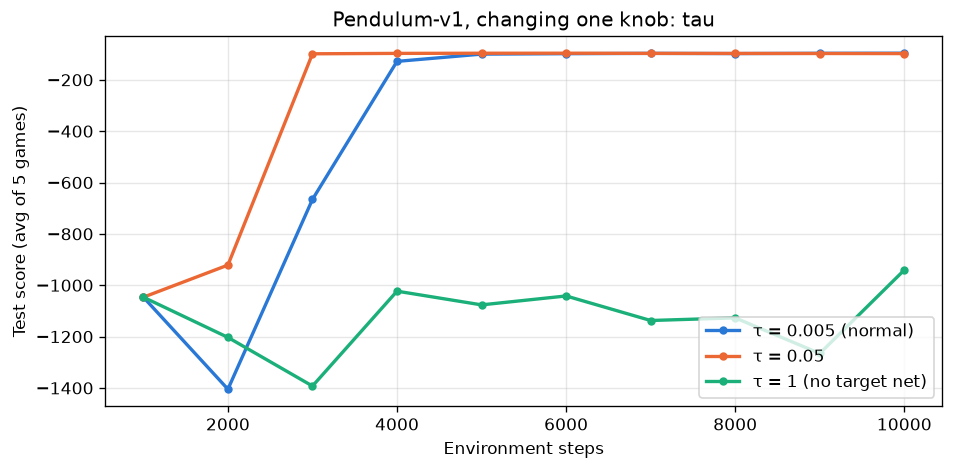 Pendulum-v1, changing one knob: tau
Test score (avg of 5 games)
−200
−400
−600
−800
−1000
−1200
−1400
2000
4000
6000
8000
10000
Environment steps
τ = 0.005 (normal)
τ = 0.05
τ = 1 (no target net)